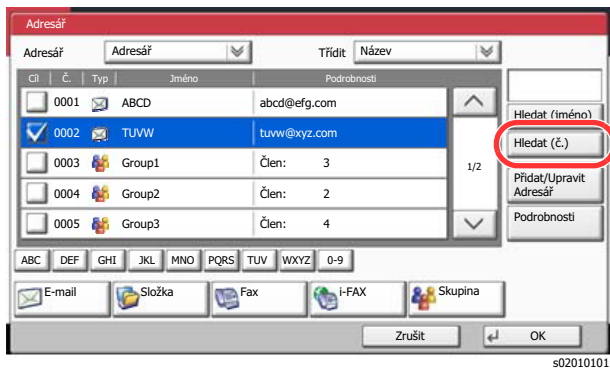 Adresář
Adresář Adresář Třídit Název
Cíl Č. Typ Jméno Podrobnosti
0001 ABCD abcd@efg.com
0002 TUVW tuvw@xyz.com
0003 Group1 Člen: 3
0004 Group2 Člen: 2
0005 Group3 Člen: 4
1/2
Hledat (jméno)
Hledat (č.)
Přidat/Upravit
Adresář
Podrobnosti
ABC DEF GHI JKL MNO PQRS TUV WXYZ 0-9
E-mail Složka Fax i-FAX Skupina
Zrušit OK
s02010101